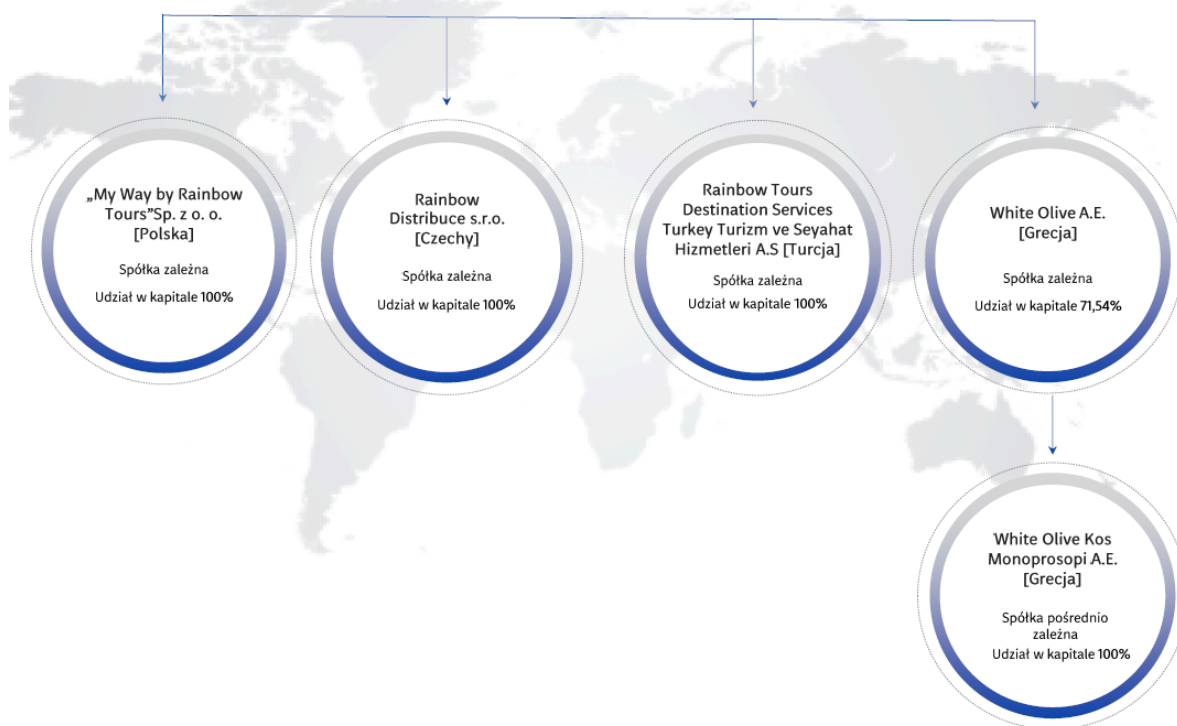 „My Way by Rainbow
Tours”Sp. z o. o.
[Polska]
Spółka zależna
Udział w kapitale 100%
Rainbow
Distribuce s.r.o.
[Czechy]
Spółka zależna
Udział w kapitale 100%
Rainbow Tours
Destination Services
Turkey Turizm ve Seyahat
Hizmetleri A.S [Turcja]
Spółka zależna
Udział w kapitale 100%
White Olive A.E.
[Grecja]
Spółka zależna
Udział w kapitale 71,54%
White Olive Kos
Monoprosopi A.E.
[Grecja]
Spółka pośrednio
zależna
Udział w kapitale 100%